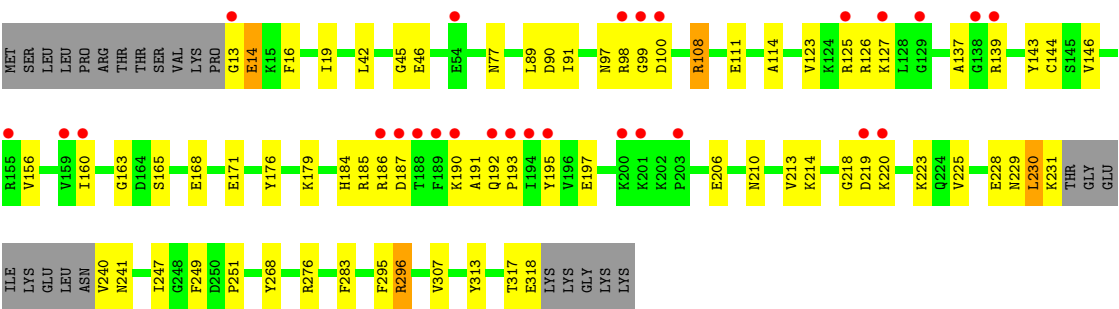 MET SER LEU LEU PRO ARG THR THR SER VAL LYS PRO G13 E14 K15 F16 I19 L42 G45 E46 E54 N77 L89 D90 I91 N97 R98 G99 D100 R108 E111 A114 V123 K124 R125 R126 K127 L128 G129 A137 G138 R139 Y143 C144 S145 V146
R155 V156 V159 I160 G163 D164 S165 E168 E171 Y176 K179 H184 R185 R186 D187 T188 F189 K190 A191 Q192 P193 I194 Y195 V196 E197 K200 K201 K202 P203 E206 N210 V213 K214 G218 D219 K220 K223 Q224 V225 E228 N229 L230 K231 THR GLY GLU
ILE LYS GLU LEU ASN V240 N241 I247 G248 F249 D250 P251 Y268 R276 F283 F295 R296 V307 Y313 T317 E318 LYS LYS GLY LYS LYS